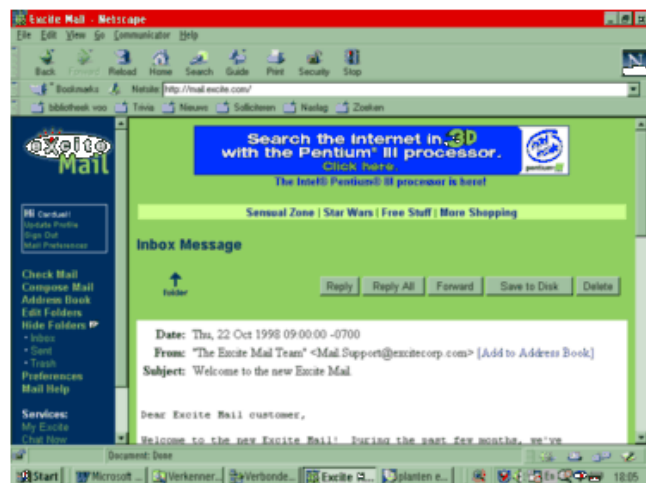 Excite Mail - Netscape
File Edit View Go Communicator Help
Back Forward Reload Home Search Guide Print Security Stop
N
Bookmarks Netsite: http://mail.excite.com/
bibliotheek voo Trivia Nieuws Solliciteren Naslag Zoeken
excite
Mail
Search the Internet in 3D
with the Pentium® III processor.
Click here.
The Intel® Pentium® III processor is here!
Sensual Zone | Star Wars | Free Stuff | More Shopping
Hi Carduel!
Update Profile
Sign Out
Mail Preferences
Inbox Message
folder
Reply Reply All Forward Save to Disk Delete
Check Mail
Compose Mail
Address Book
Edit Folders
Hide Folders
• Inbox
• Sent
• Trash
Preferences
Mail Help
Services:
My Excite
Chat Now
Date: Thu, 22 Oct 1998 09:00:00 -0700
From: "The Excite Mail Team" <Mail.Support@excitecorp.com> [Add to Address Book]
Subject: Welcome to the new Excite Mail
Dear Excite Mail customer,
Welcome to the new Excite Mail! During the past few months, we've
Document: Done
Start Microsoft ... Verkenner... Verbonde... Excite ... planten e... En 18:05